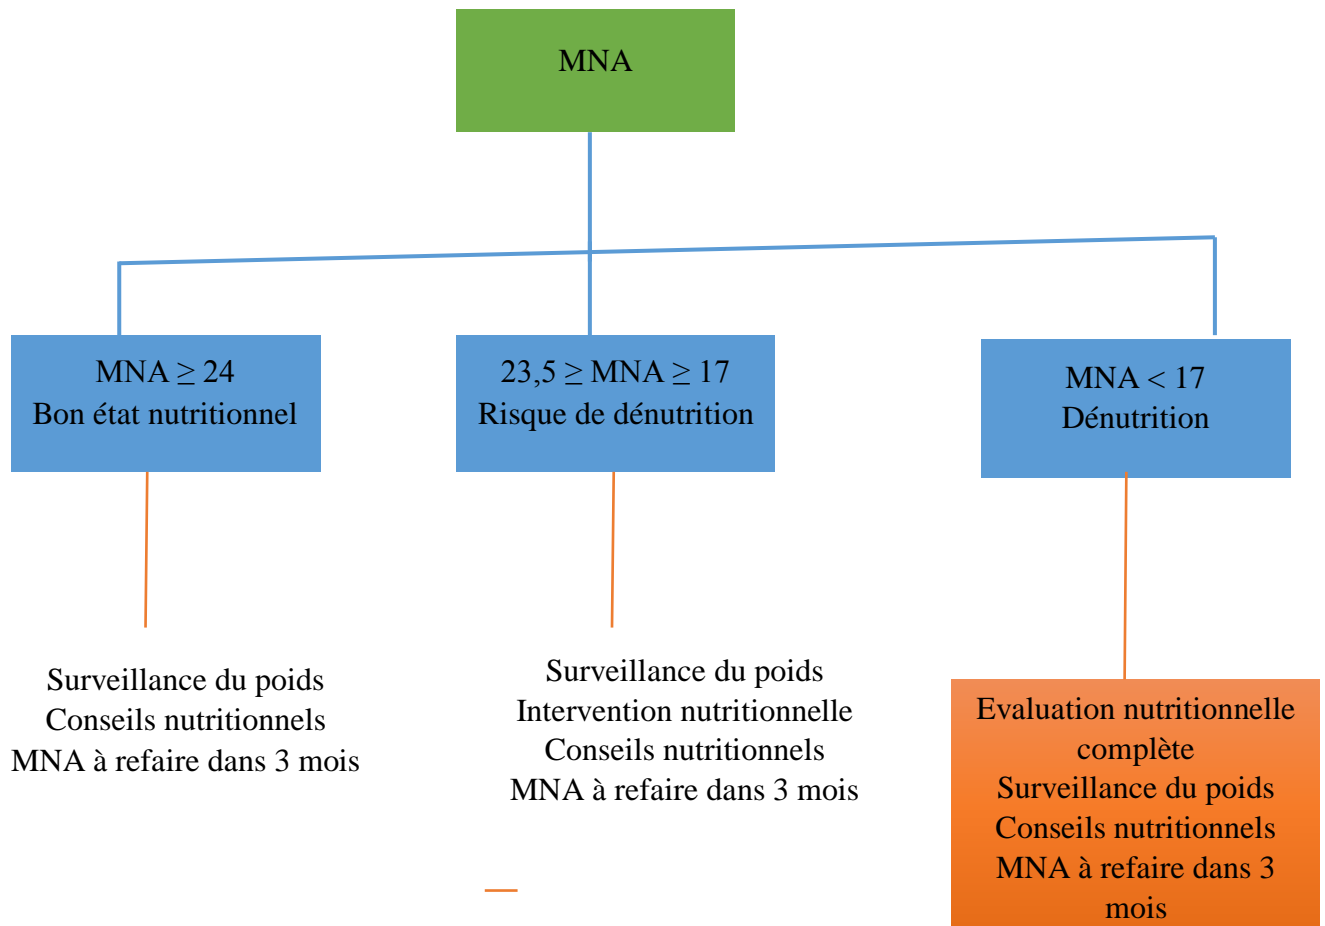 MNA
MNA ≥ 24
Bon état nutritionnel
23,5 ≥ MNA ≥ 17
Risque de dénutrition
MNA < 17
Dénutrition
Surveillance du poids
Conseils nutritionnels
MNA à refaire dans 3 mois
Surveillance du poids
Intervention nutritionnelle
Conseils nutritionnels
MNA à refaire dans 3 mois
Evaluation nutritionnelle
complète
Surveillance du poids
Conseils nutritionnels
MNA à refaire dans 3
mois